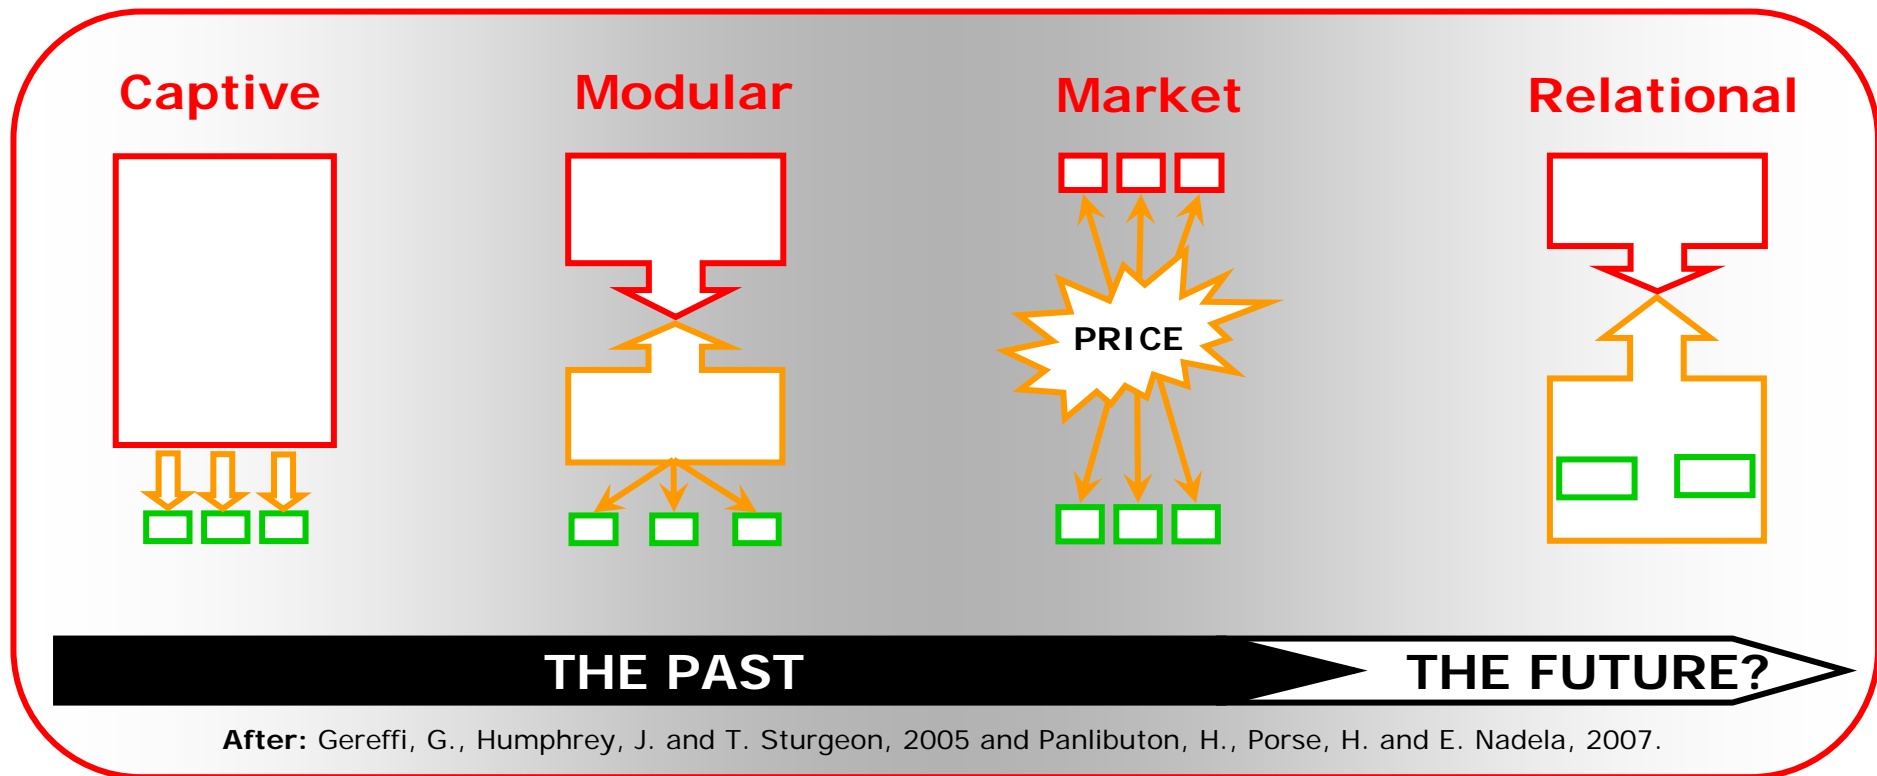 Captive Modular Market Relational
PRICE
THE PAST THE FUTURE?
After: Gereffi, G., Humphrey, J. and T. Sturgeon, 2005 and Panlibuton, H., Porse, H. and E. Nadela, 2007.